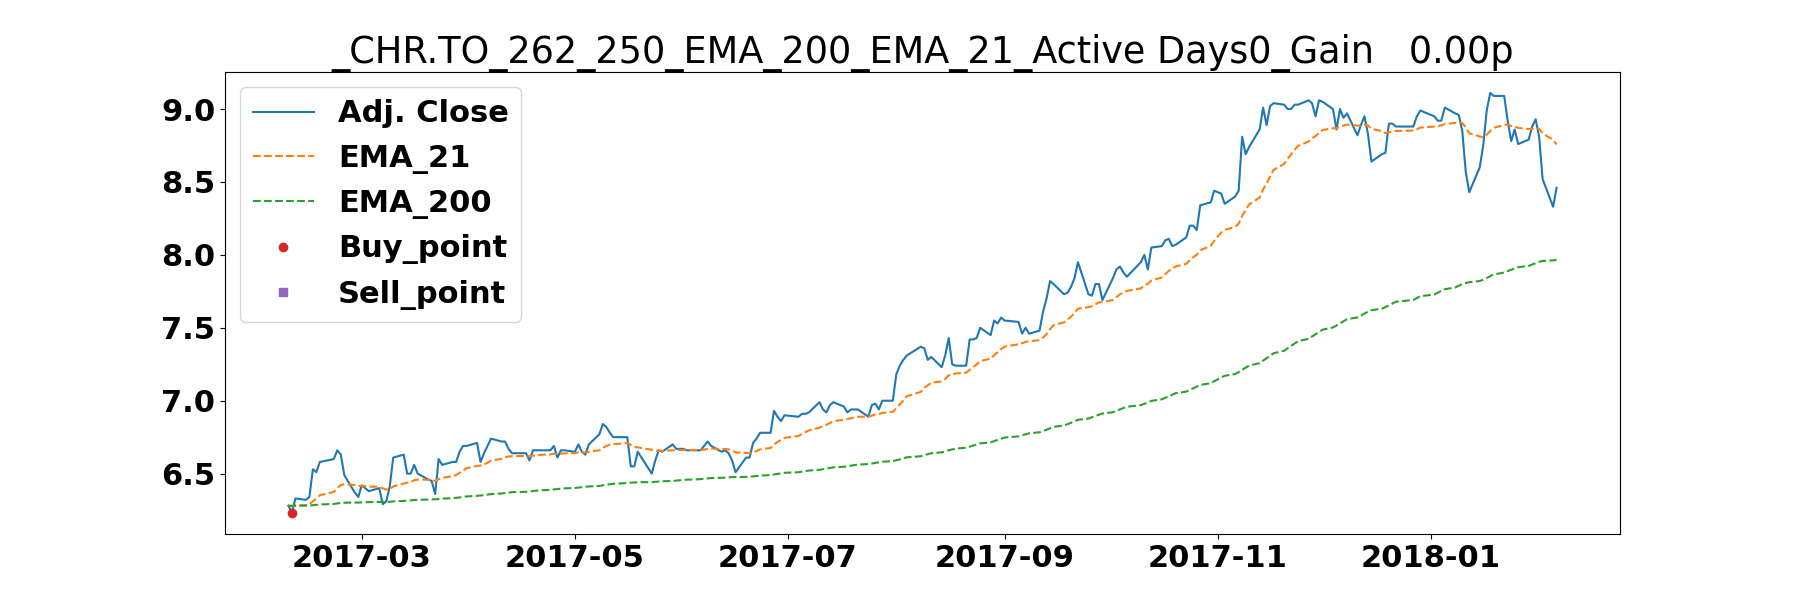 _CHR.TO_262_250_EMA_200_EMA_21_Active Days0_Gain   0.00p
9.0
8.5
8.0
7.5
7.0
6.5
Adj. Close
EMA_21
EMA_200
Buy_point
Sell_point
2017-03 2017-05 2017-07 2017-09 2017-11 2018-01